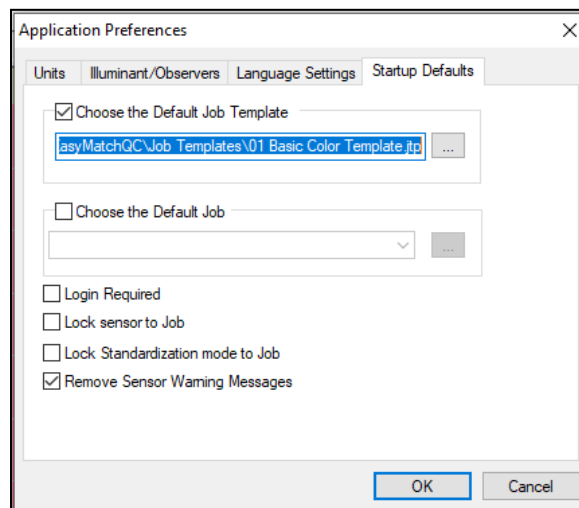 Application Preferences
Units Illuminant/Observers Language Settings Startup Defaults
Choose the Default Job Template
asyMatchQC\Job Templates\01 Basic Color Template.jtp ...
Choose the Default Job
...
Login Required
Lock sensor to Job
Lock Standardization mode to Job
Remove Sensor Warning Messages
OK Cancel